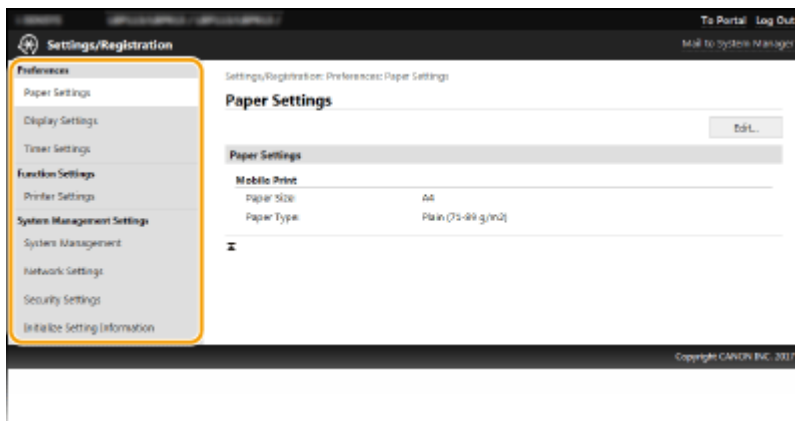 To Portal Log Out
Settings/Registration
Mail to System Manager
Preferences
Paper Settings
Display Settings
Timer Settings
Function Settings
Printer Settings
System Management Settings
System Management
Network Settings
Security Settings
Initialize Setting Information
Settings/Registration: Preferences: Paper Settings
Paper Settings
Edit...
Paper Settings
Mobile Print
Paper Size: A4
Paper Type: Plain (71-89 g/m2)
Copyright CANON INC. 2017